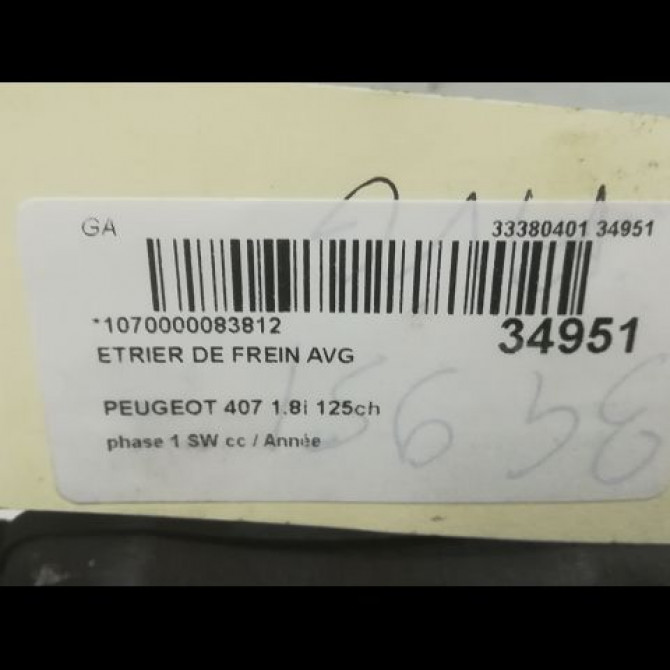 GA 33380401 34951
*1070000083812 34951
ETRIER DE FREIN AVG
PEUGEOT 407 1.8i 125ch
phase 1 SW cc / Année